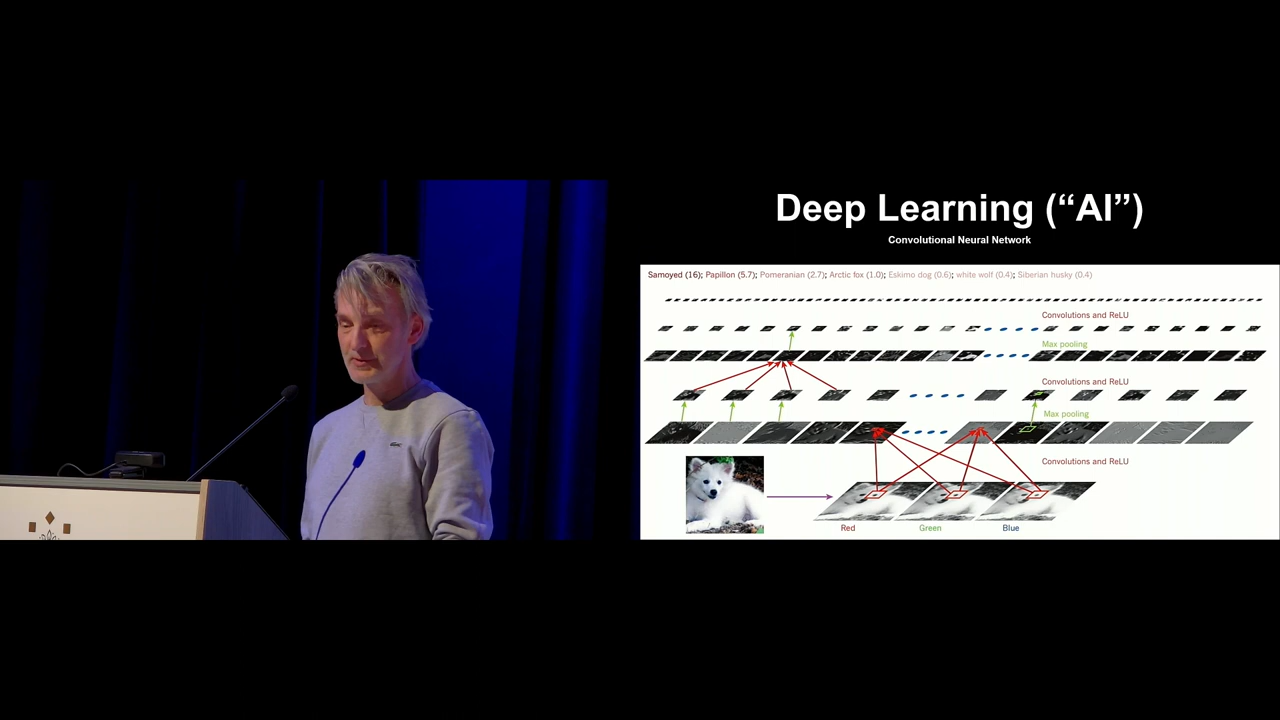 Deep Learning (“AI”)
Convolutional Neural Network
Samoyed (16); Papillon (5.7); Pomeranian (2.7); Arctic fox (1.0); Eskimo dog (0.6); white wolf (0.4); Siberian husky (0.4)
Convolutions and ReLU
Max pooling
Convolutions and ReLU
Max pooling
Convolutions and ReLU
Red
Green
Blue